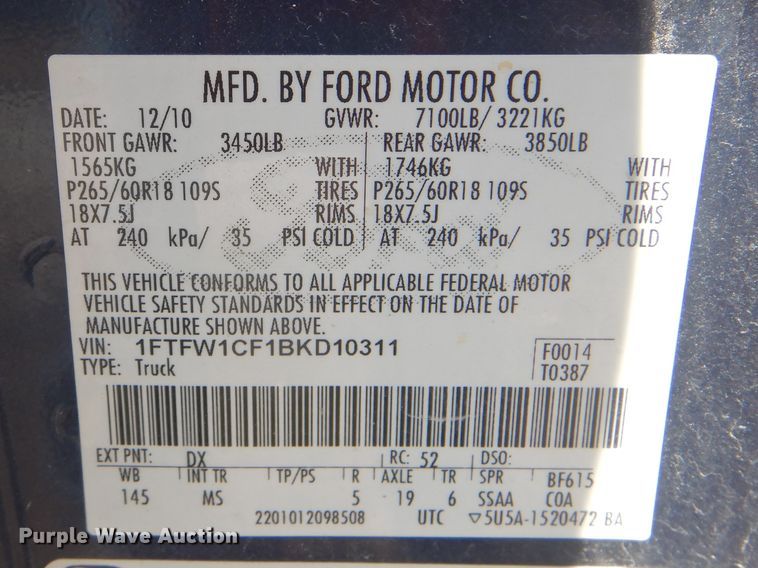 MFD. BY FORD MOTOR CO.
DATE: 12/10 GVWR: 7100LB/ 3221KG
FRONT GAWR: 3450LB REAR GAWR: 3850LB
1565KG WITH 1746KG WITH
P265/60R18 109S TIRES P265/60R18 109S TIRES
18X7.5J RIMS 18X7.5J RIMS
AT 240 kPa/ 35 PSI COLD AT 240 kPa/ 35 PSI COLD
THIS VEHICLE CONFORMS TO ALL APPLICABLE FEDERAL MOTOR
VEHICLE SAFETY STANDARDS IN EFFECT ON THE DATE OF
MANUFACTURE SHOWN ABOVE.
VIN: 1FTFW1CF1BKD10311 F0014
TYPE: Truck T0387
EXT PNT: DX RC: 52 DSO:
WB INT TR TP/PS R AXLE TR SPR BF615
145 MS 5 19 6 SSAA COA
2201012098508 UTC ▽5U5A-1520472 BA
Purple Wave Auction